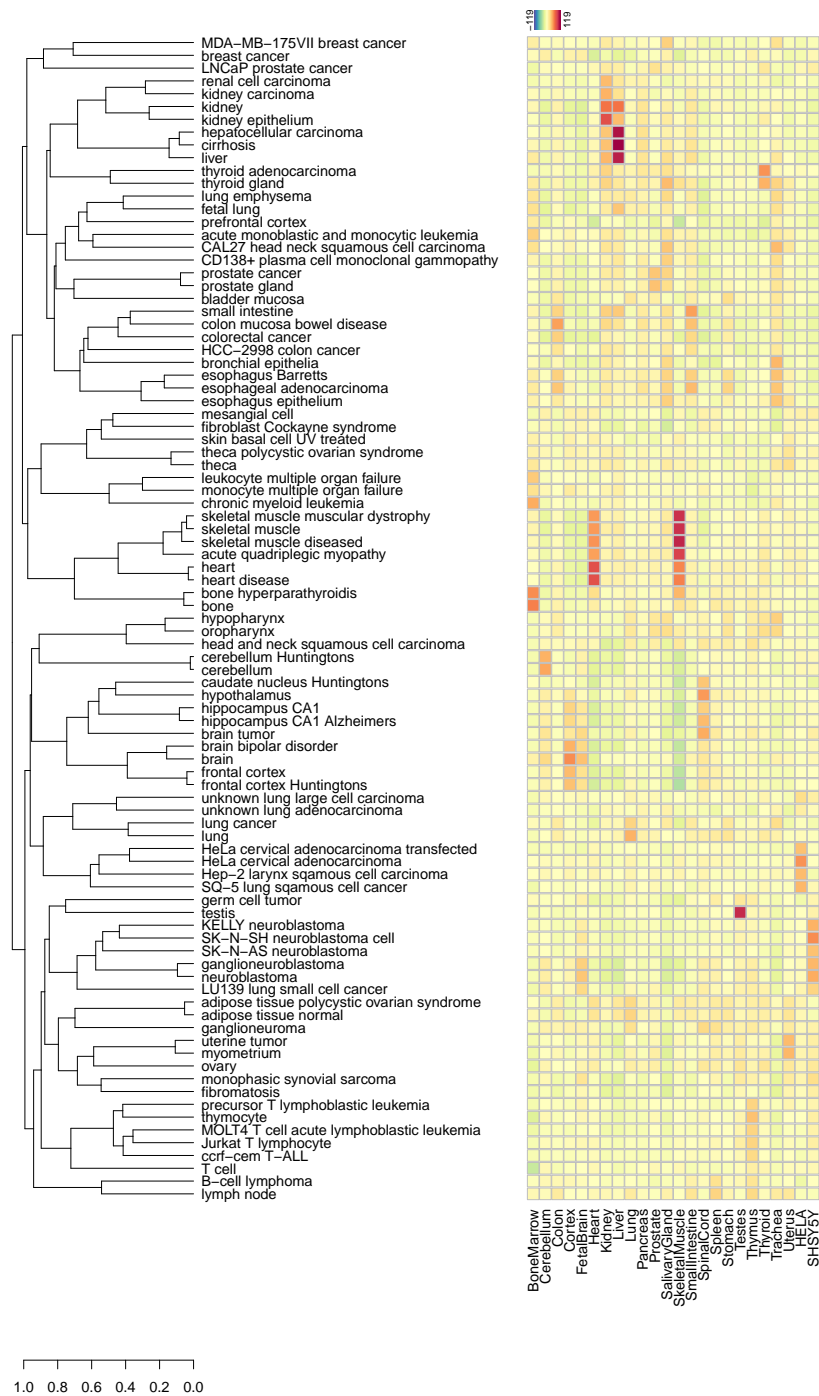 −119
119
MDA−MB−175VII breast cancer
breast cancer
LNCaP prostate cancer
renal cell carcinoma
kidney carcinoma
kidney
kidney epithelium
hepatocellular carcinoma
cirrhosis
liver
thyroid adenocarcinoma
thyroid gland
lung emphysema
fetal lung
prefrontal cortex
acute monoblastic and monocytic leukemia
CAL27 head neck squamous cell carcinoma
CD138+ plasma cell monoclonal gammopathy
prostate cancer
prostate gland
bladder mucosa
small intestine
colon mucosa bowel disease
colorectal cancer
HCC−2998 colon cancer
bronchial epithelia
esophagus Barretts
esophageal adenocarcinoma
esophagus epithelium
mesangial cell
fibroblast Cockayne syndrome
skin basal cell UV treated
theca polycystic ovarian syndrome
theca
leukocyte multiple organ failure
monocyte multiple organ failure
chronic myeloid leukemia
skeletal muscle muscular dystrophy
skeletal muscle
skeletal muscle diseased
acute quadriplegic myopathy
heart
heart disease
bone hyperparathyroidis
bone
hypopharynx
oropharynx
head and neck squamous cell carcinoma
cerebellum Huntingtons
cerebellum
caudate nucleus Huntingtons
hypothalamus
hippocampus CA1
hippocampus CA1 Alzheimers
brain tumor
brain bipolar disorder
brain
frontal cortex
frontal cortex Huntingtons
unknown lung large cell carcinoma
unknown lung adenocarcinoma
lung cancer
lung
HeLa cervical adenocarcinoma transfected
HeLa cervical adenocarcinoma
Hep−2 larynx sqamous cell carcinoma
SQ−5 lung sqamous cell cancer
germ cell tumor
testis
KELLY neuroblastoma
SK−N−SH neuroblastoma cell
SK−N−AS neuroblastoma
ganglioneuroblastoma
neuroblastoma
LU139 lung small cell cancer
adipose tissue polycystic ovarian syndrome
adipose tissue normal
ganglioneuroma
uterine tumor
myometrium
ovary
monophasic synovial sarcoma
fibromatosis
precursor T lymphoblastic leukemia
thymocyte
MOLT4 T cell acute lymphoblastic leukemia
Jurkat T lymphocyte
ccrf−cem T−ALL
T cell
B−cell lymphoma
lymph node
BoneMarrow
Cerebellum
Colon
Cortex
FetalBrain
Heart
Kidney
Liver
Lung
Pancreas
Prostate
SalivaryGland
SkeletalMuscle
SmallIntestine
SpinalCord
Spleen
Stomach
Testes
Thymus
Thyroid
Trachea
Uterus
HELA
SHSY5Y
1.0 0.8 0.6 0.4 0.2 0.0